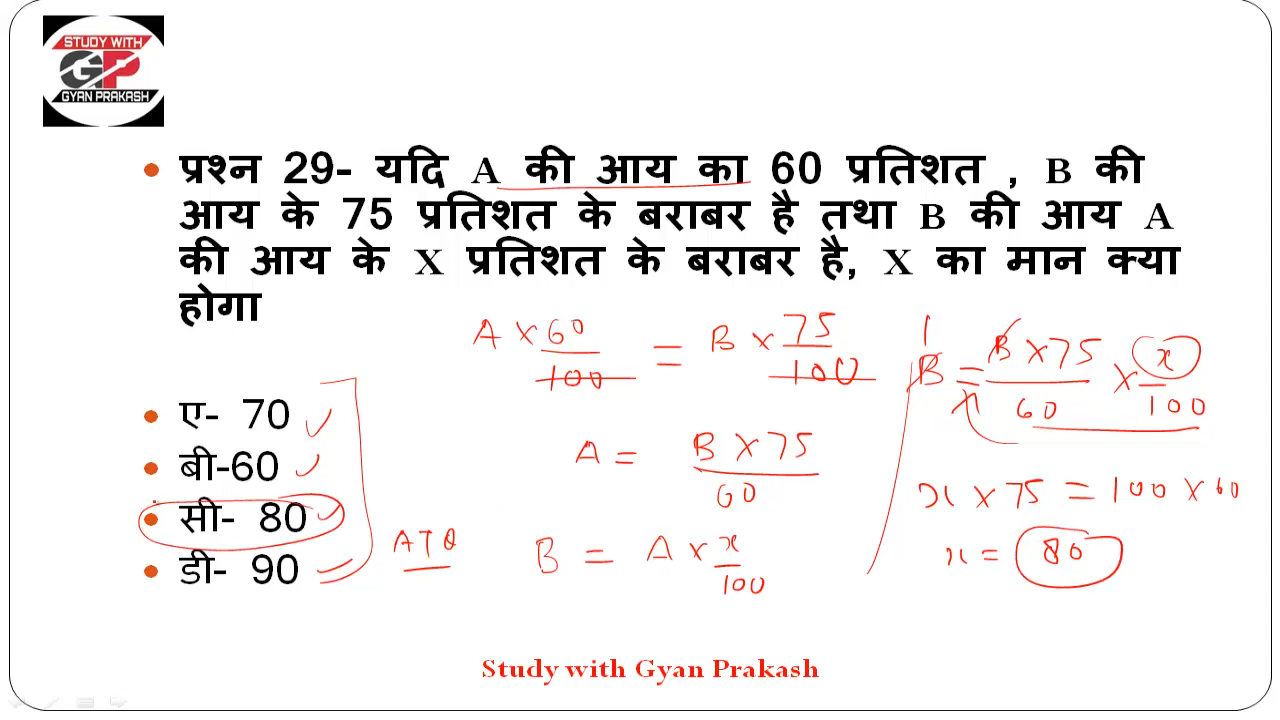 STUDY WITH
GP
GYAN PRAKASH
• प्रश्न 29- यदि A की आय का 60 प्रतिशत , B की
आय के 75 प्रतिशत के बराबर है तथा B की आय A
की आय के X प्रतिशत के बराबर है, X का मान क्या
होगा
A × 60/100 = B × 75/100
A = B × 75/60
ATQ B = A × x/100
1
B = B × 75/60 × x/100
1
x × 75 = 100 × 60
x = 80
• ए- 70
• बी-60
• सी- 80
• डी- 90
Study with Gyan Prakash